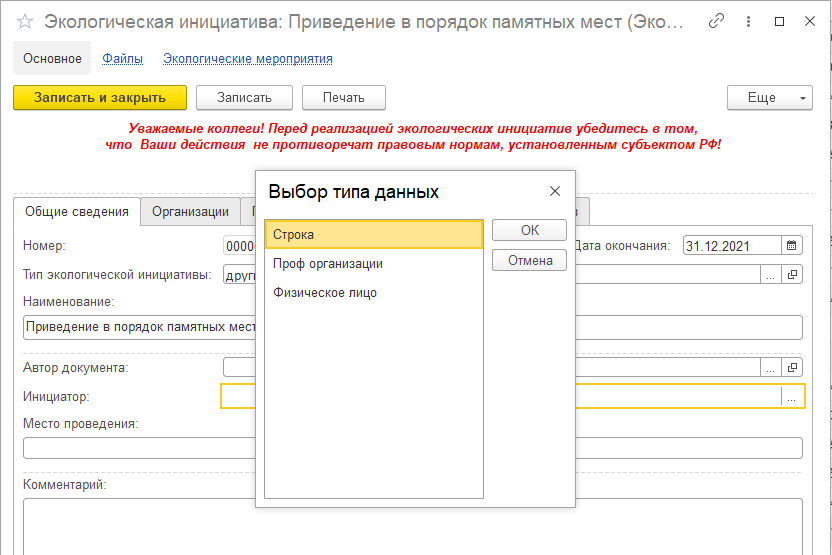 Экологическая инициатива: Приведение в порядок памятных мест (Эко...
Основное Файлы Экологические мероприятия
Записать и закрыть Записать Печать Еще
Уважаемые коллеги! Перед реализацией экологических инициатив убедитесь в том,
что Ваши действия не противоречат правовым нормам, установленным субъектом РФ!
Выбор типа данных
Строка
Проф организации
Физическое лицо
ОК
Отмена
Общие сведения Организации
Номер: 0000 Дата окончания: 31.12.2021
Тип экологической инициативы: ...
Наименование:
Приведение в порядок памятных мест
Автор документа: ...
Инициатор: ...
Место проведения:
Комментарий: